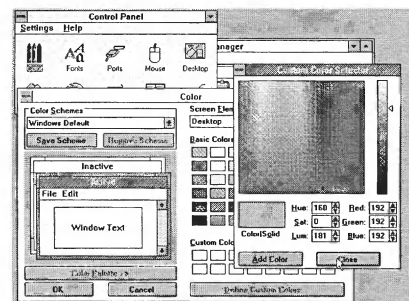 Control Panel
Settings Help
Fonts Ports Mouse Desktop
anager
Color
Color Schemes
Windows Default
Save Scheme Remove Scheme
Inactive
Active
File Edit
Window Text
Color Palette >>
OK Cancel
Screen Elem
Desktop
Basic Colors
Custom Colo
Define Custom Colors
Custom Color Selector
Color|Solid
Hue: 160 Red: 192
Sat: 0 Green: 192
Lum: 181 Blue: 192
Add Color Close